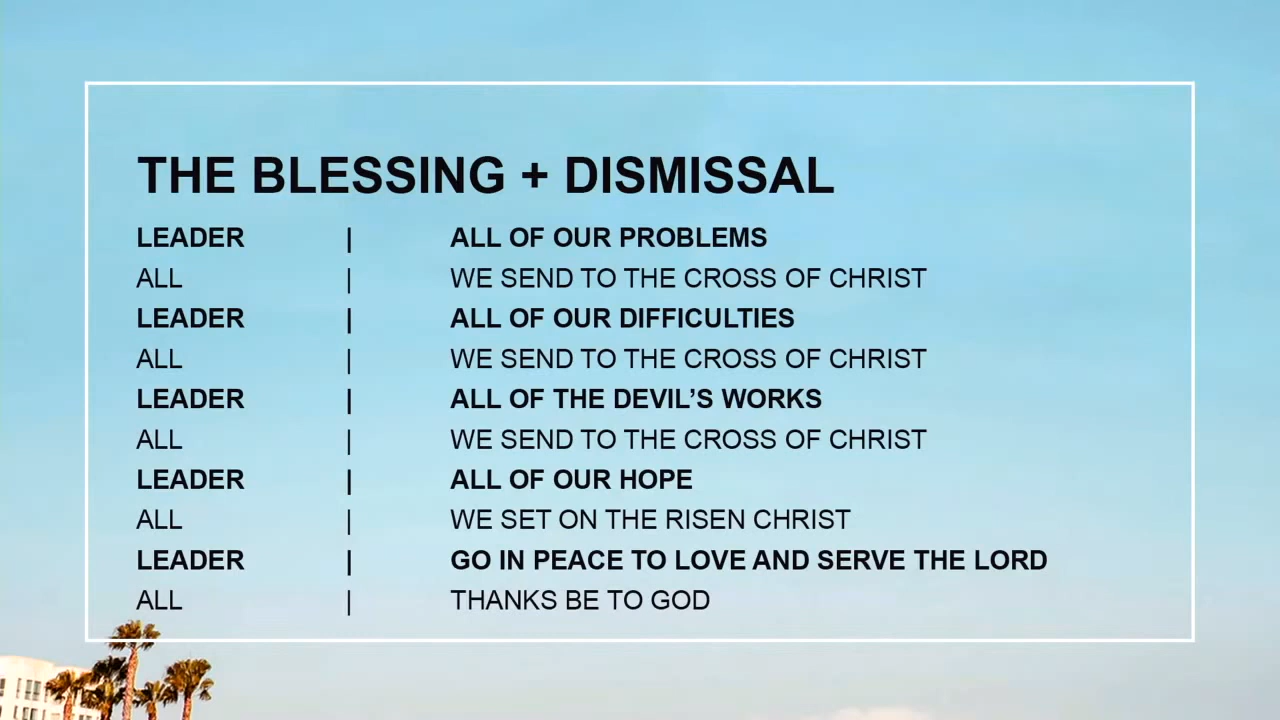 THE BLESSING + DISMISSAL
LEADER | ALL OF OUR PROBLEMS
ALL | WE SEND TO THE CROSS OF CHRIST
LEADER | ALL OF OUR DIFFICULTIES
ALL | WE SEND TO THE CROSS OF CHRIST
LEADER | ALL OF THE DEVIL’S WORKS
ALL | WE SEND TO THE CROSS OF CHRIST
LEADER | ALL OF OUR HOPE
ALL | WE SET ON THE RISEN CHRIST
LEADER | GO IN PEACE TO LOVE AND SERVE THE LORD
ALL | THANKS BE TO GOD